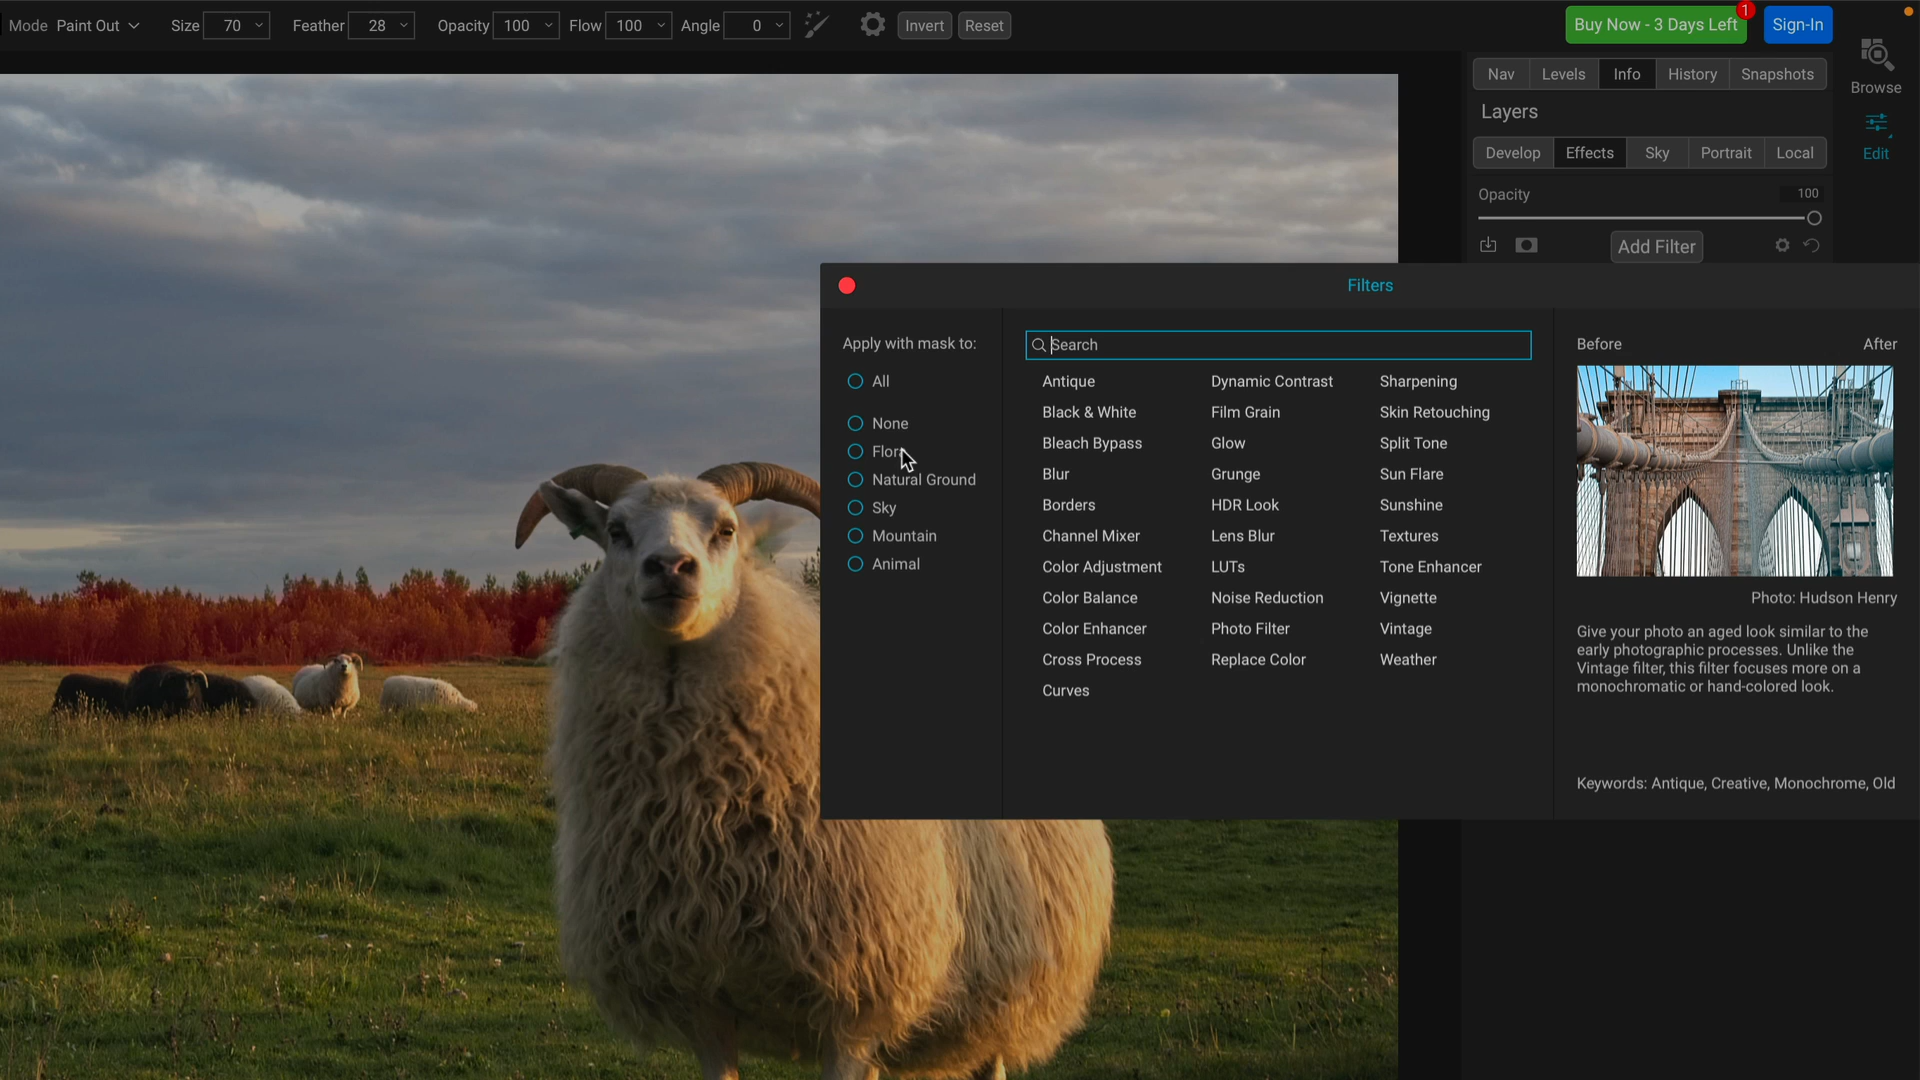 Mode Paint Out Size 70 Feather 28 Opacity 100 Flow 100 Angle 0 Invert Reset
Buy Now - 3 Days Left 1 Sign-In
Browse
Edit
Nav Levels Info History Snapshots
Layers
Develop Effects Sky Portrait Local
Opacity 100
Add Filter
Filters
Apply with mask to:
All
None
Flora
Natural Ground
Sky
Mountain
Animal
Search
Antique Dynamic Contrast Sharpening
Black & White Film Grain Skin Retouching
Bleach Bypass Glow Split Tone
Blur Grunge Sun Flare
Borders HDR Look Sunshine
Channel Mixer Lens Blur Textures
Color Adjustment LUTs Tone Enhancer
Color Balance Noise Reduction Vignette
Color Enhancer Photo Filter Vintage
Cross Process Replace Color Weather
Curves
Before After
Photo: Hudson Henry
Give your photo an aged look similar to the
early photographic processes. Unlike the
Vintage filter, this filter focuses more on a
monochromatic or hand-colored look.
Keywords: Antique, Creative, Monochrome, Old